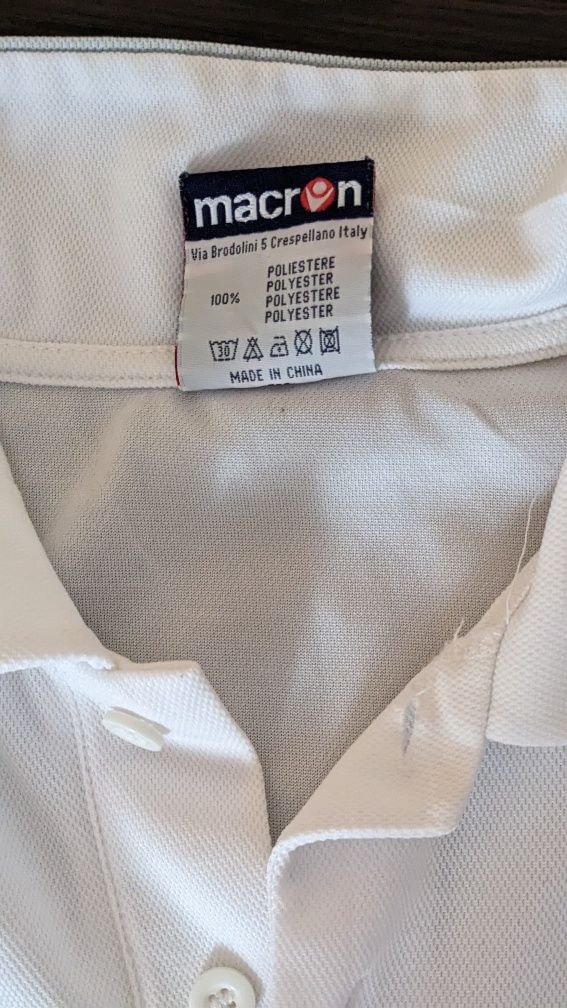 macron
Via Brodolini 5 Crespellano Italy
100%
POLIESTERE
POLYESTER
POLYESTERE
POLYESTER
30
MADE IN CHINA